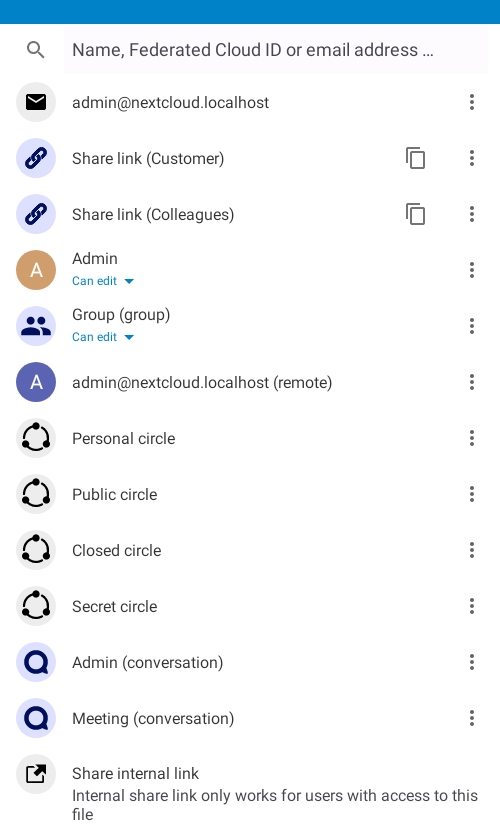 Name, Federated Cloud ID or email address …
admin@nextcloud.localhost
Share link (Customer)
Share link (Colleagues)
A
Admin
Can edit
Group (group)
Can edit
A
admin@nextcloud.localhost (remote)
Personal circle
Public circle
Closed circle
Secret circle
Admin (conversation)
Meeting (conversation)
Share internal link
Internal share link only works for users with access to this
file